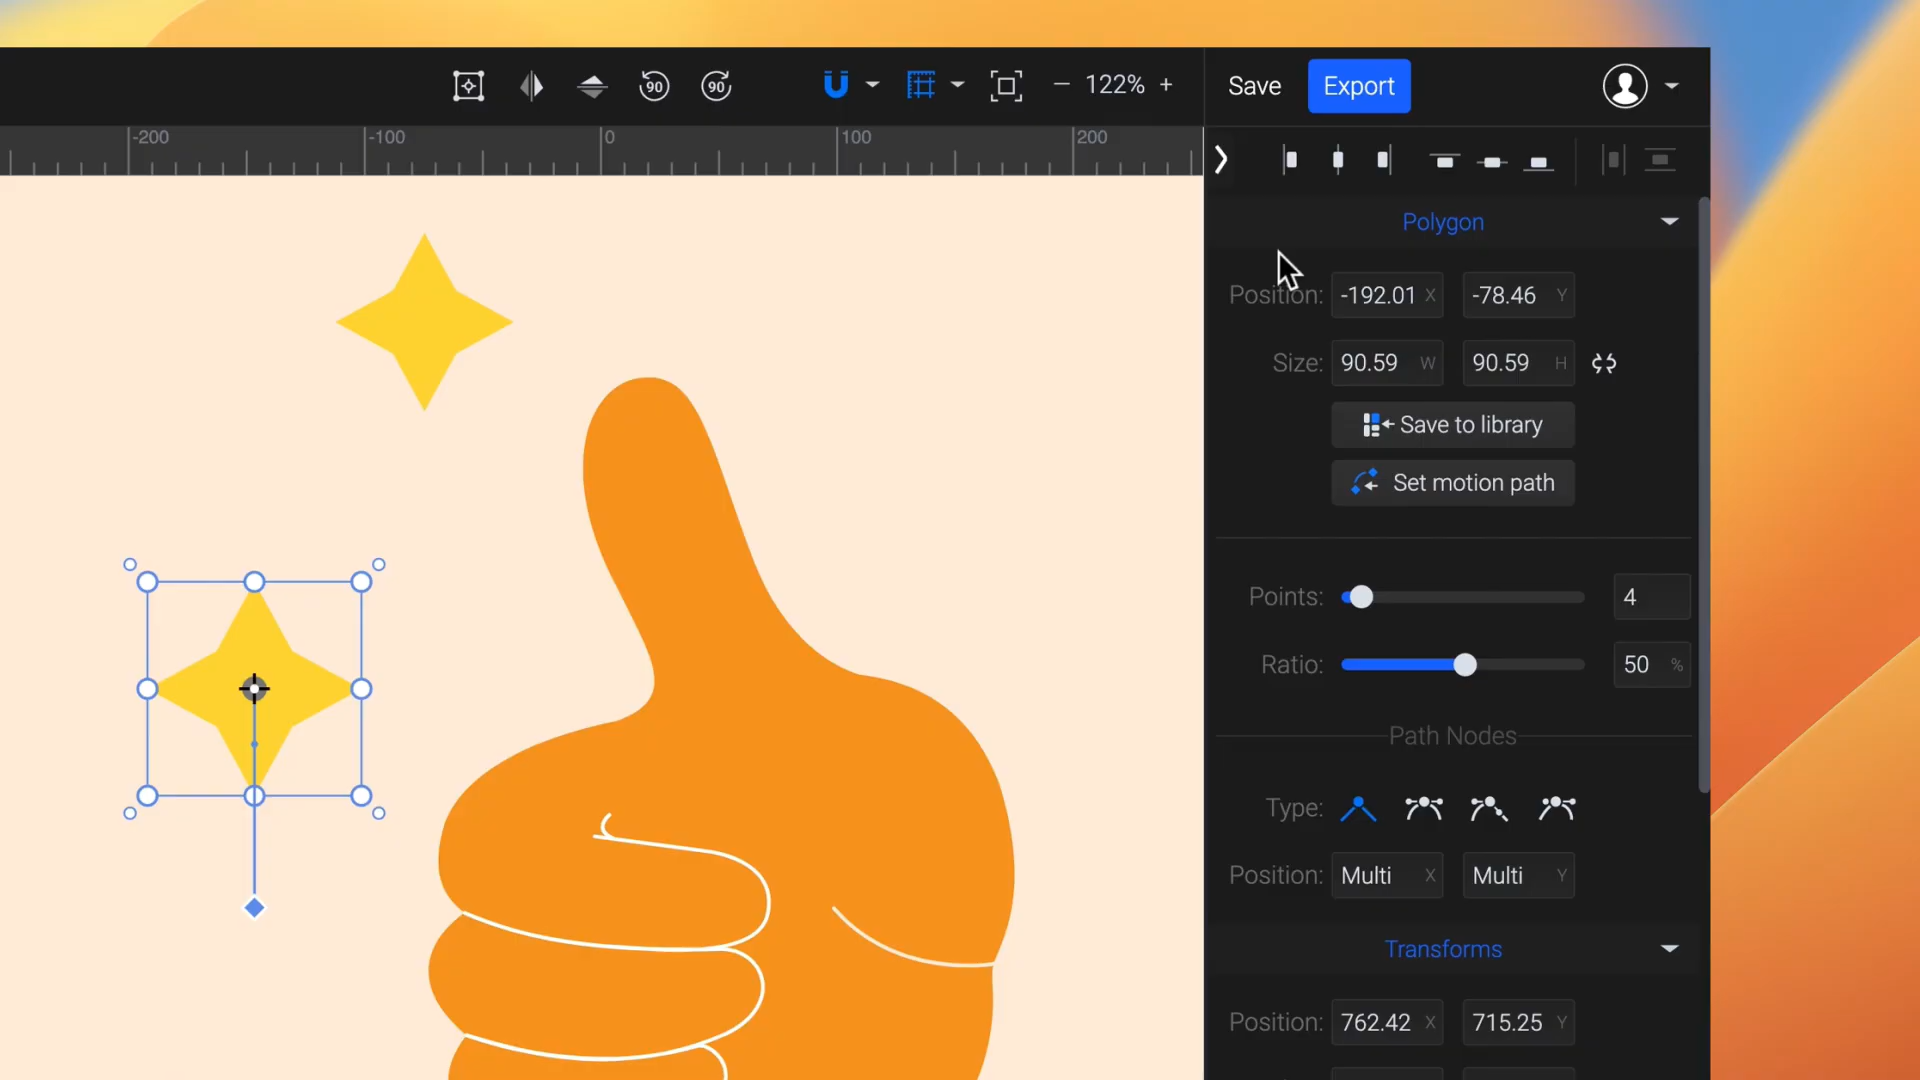 90 90 122% Save Export
-200 -100 0 100 200
Polygon
Position: -192.01 X -78.46 Y
Size: 90.59 W 90.59 H
Save to library
Set motion path
Points: 4
Ratio: 50 %
Path Nodes
Type:
Position: Multi X Multi Y
Transforms
Position: 762.42 X 715.25 Y